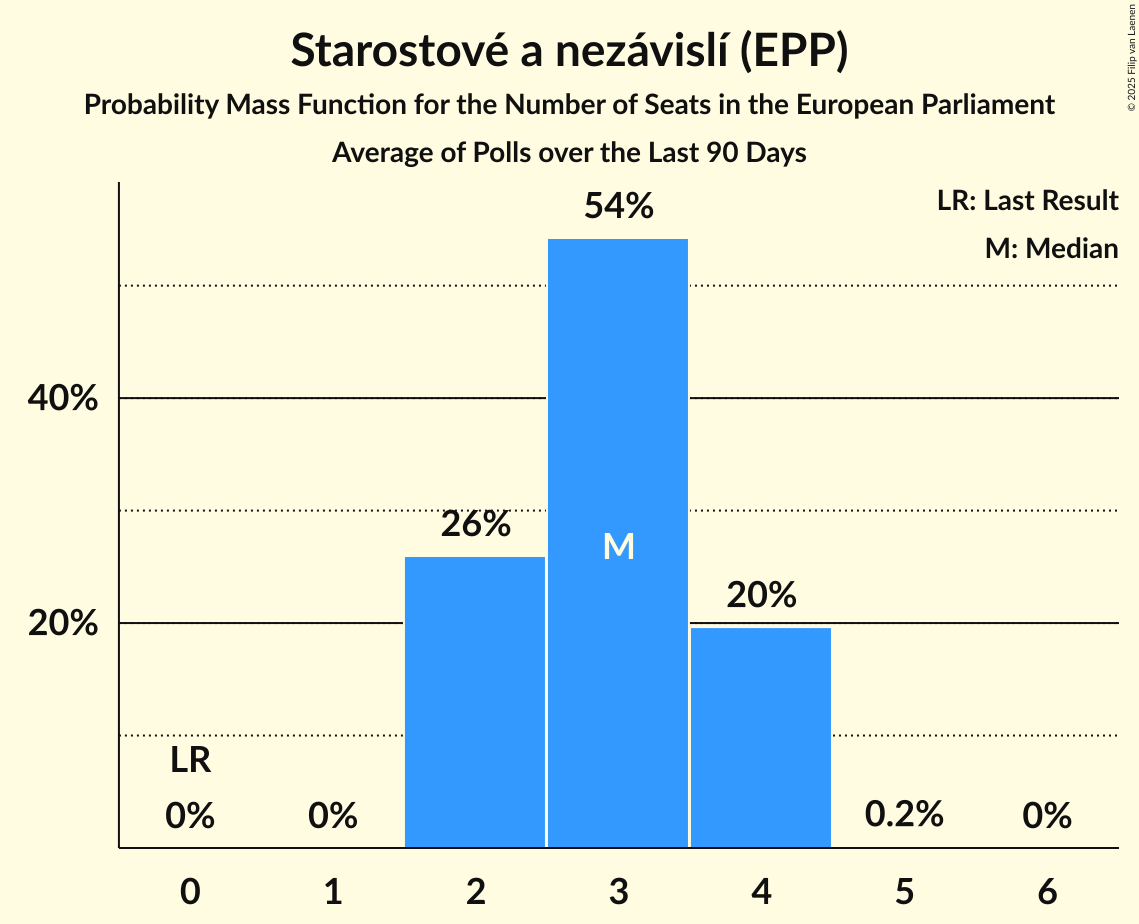 Starostové a nezávislí (EPP)
Probability Mass Function for the Number of Seats in the European Parliament
Average of Polls over the Last 90 Days
© 2025 Filip van Laenen
LR: Last Result
M: Median
54%
40%
26%
M
20%
20%
LR
0%
0%
0.2%
0%
0
1
2
3
4
5
6